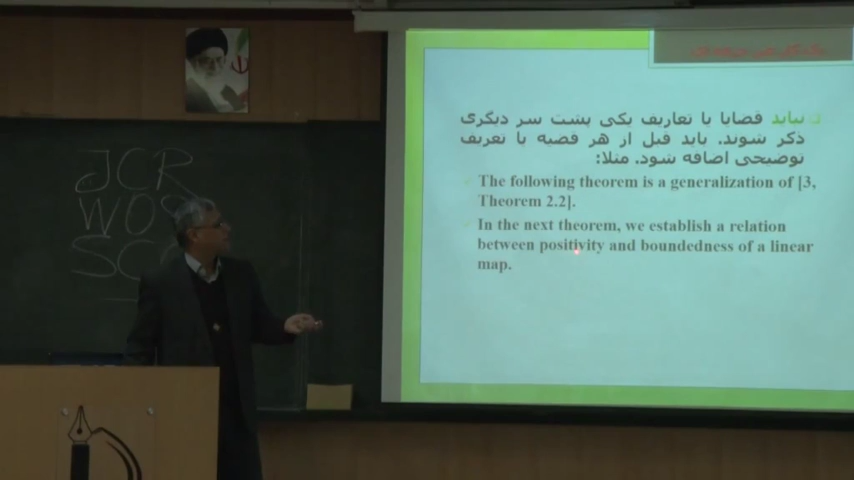 JCR
WOS
SC
نباید قضایا یا تعاریف یکی پشت سر دیگری
ذکر شوند. باید قبل از هر قضیه یا تعریف
توضیحی اضافه شود. مثلا:
The following theorem is a generalization of [3,
Theorem 2.2].
In the next theorem, we establish a relation
between positivity and boundedness of a linear
map.